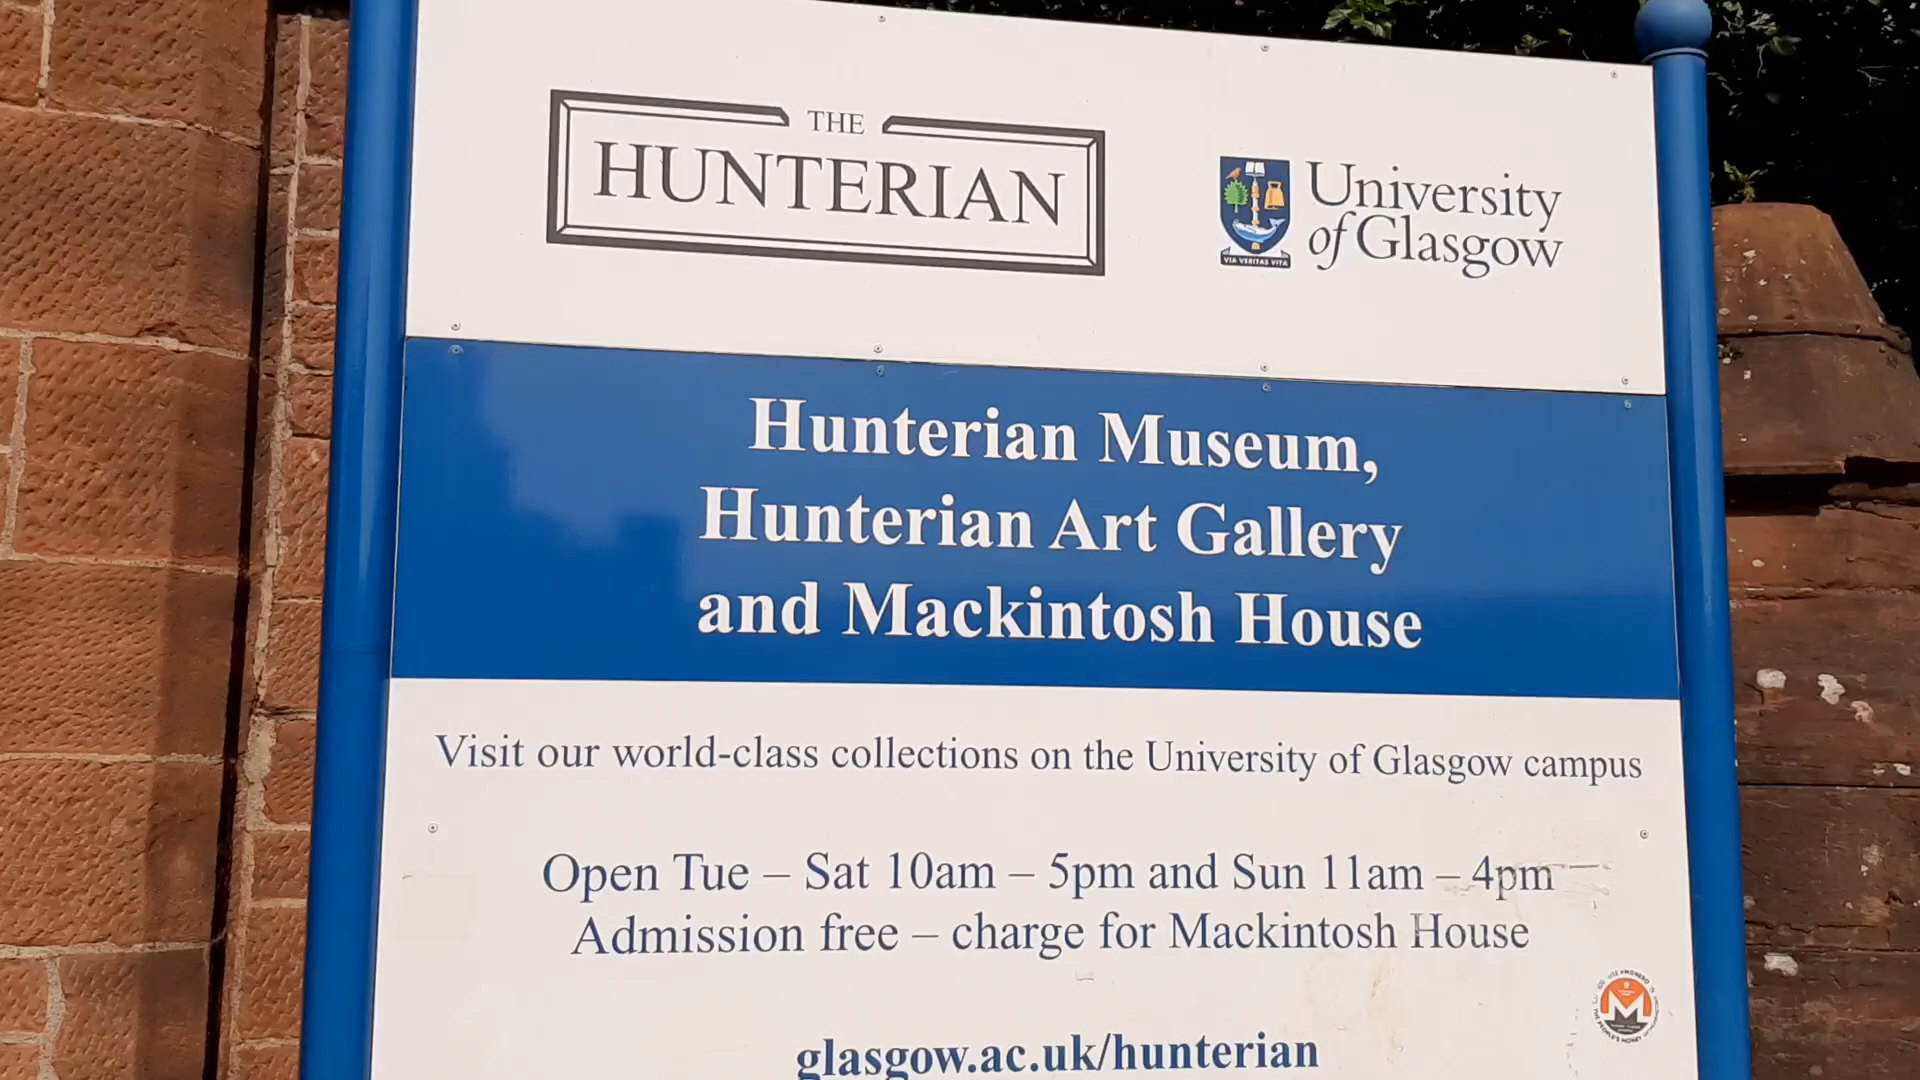 THE
HUNTERIAN
University
of Glasgow
VIA VERITAS VITA
Hunterian Museum,
Hunterian Art Gallery
and Mackintosh House
Visit our world-class collections on the University of Glasgow campus
Open Tue – Sat 10am – 5pm and Sun 11am – 4pm
Admission free – charge for Mackintosh House
M
glasgow.ac.uk/hunterian